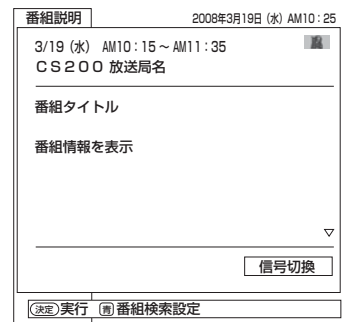 番組説明
2008年3月19日 (水) AM10：25
3/19 (水) AM10：15～AM11：35
ＣＳ２００ 放送局名
番組タイトル
番組情報を表示
▽
信号切換
決定 実行 青 番組検索設定